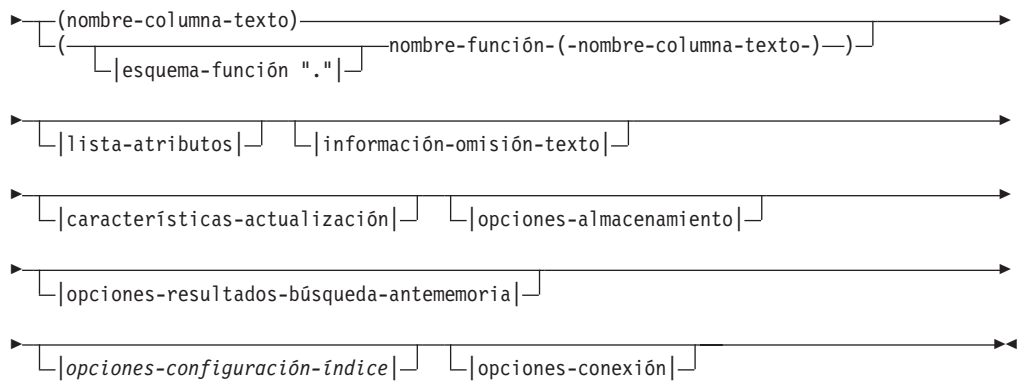 (nombre-columna-texto)
( nombre-función-(-nombre-columna-texto-) )
|esquema-función "."|
|lista-atributos| |información-omisión-texto|
|características-actualización| |opciones-almacenamiento|
|opciones-resultados-búsqueda-antememoria|
|opciones-configuración-índice| |opciones-conexión|